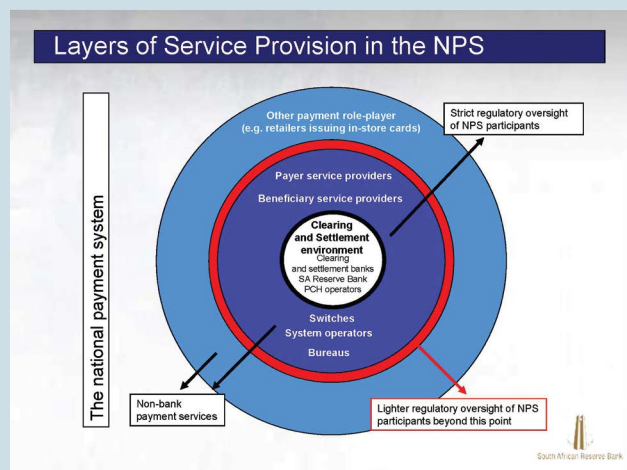 Layers of Service Provision in the NPS
The national payment system
Other payment role-player
(e.g. retailers issuing in-store cards)
Strict regulatory oversight
of NPS participants
Payer service providers
Beneficiary service providers
Clearing
and Settlement
environment
Clearing
and settlement banks
SA Reserve Bank
PCH operators
Switches
System operators
Bureaus
Non-bank
payment services
Lighter regulatory oversight of NPS
participants beyond this point
South African Reserve Bank